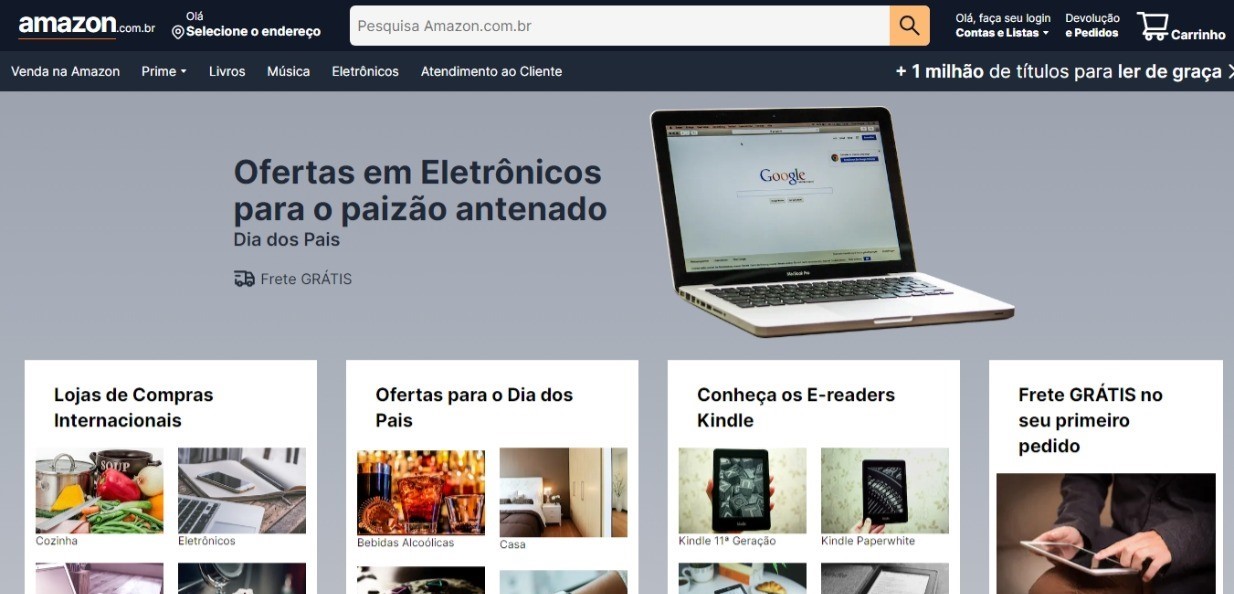 amazon.com.br
Olá
Selecione o endereço
Pesquisa Amazon.com.br
Olá, faça seu login
Contas e Listas
Devolução
e Pedidos
Carrinho
Venda na Amazon
Prime
Livros
Música
Eletrônicos
Atendimento ao Cliente
+ 1 milhão de títulos para ler de graça
Ofertas em Eletrônicos
para o paizão antenado
Dia dos Pais
Frete GRÁTIS
Google
MacBook Pro
Lojas de Compras
Internacionais
Ofertas para o Dia dos
Pais
Conheça os E-readers
Kindle
Frete GRÁTIS no
seu primeiro
pedido
SOUP
Cozinha
Eletrônicos
Bebidas Alcoólicas
Casa
Kindle 11ª Geração
Kindle Paperwhite